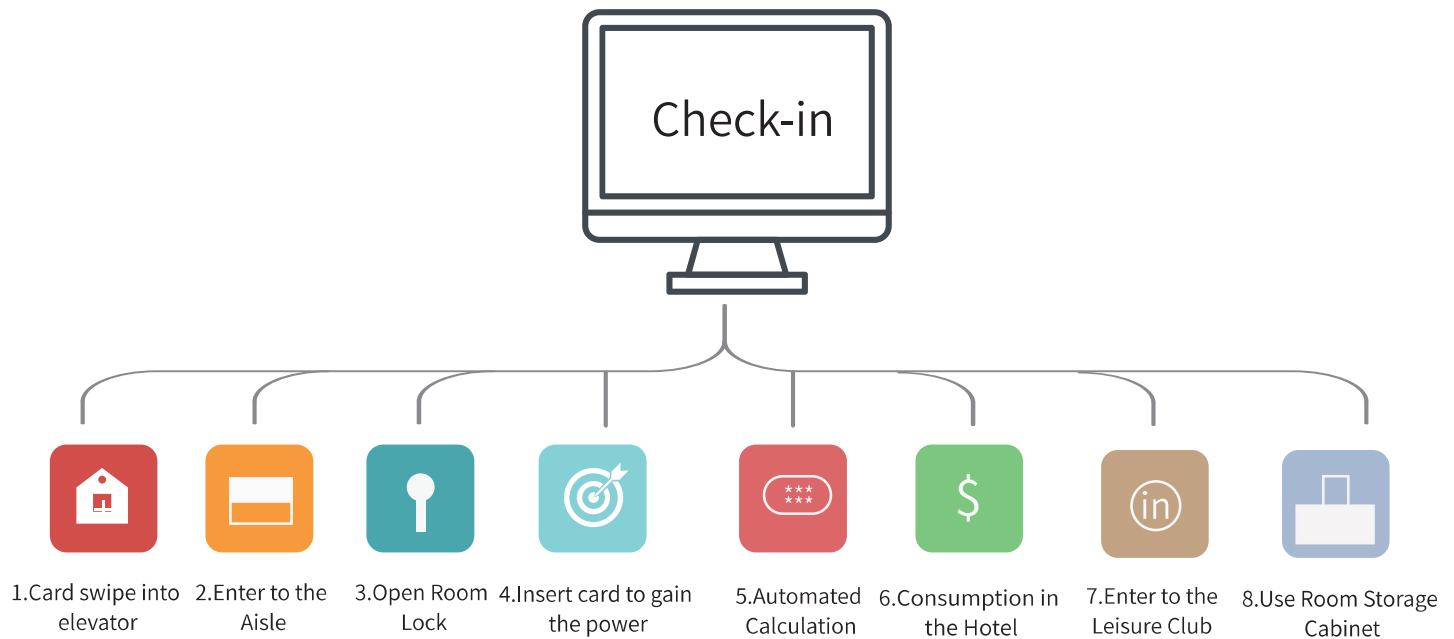 Check-in
***
***
$
in
1.Card swipe into
elevator
2.Enter to the
Aisle
3.Open Room
Lock
4.Insert card to gain
the power
5.Automated
Calculation
6.Consumption in
the Hotel
7.Enter to the
Leisure Club
8.Use Room Storage
Cabinet